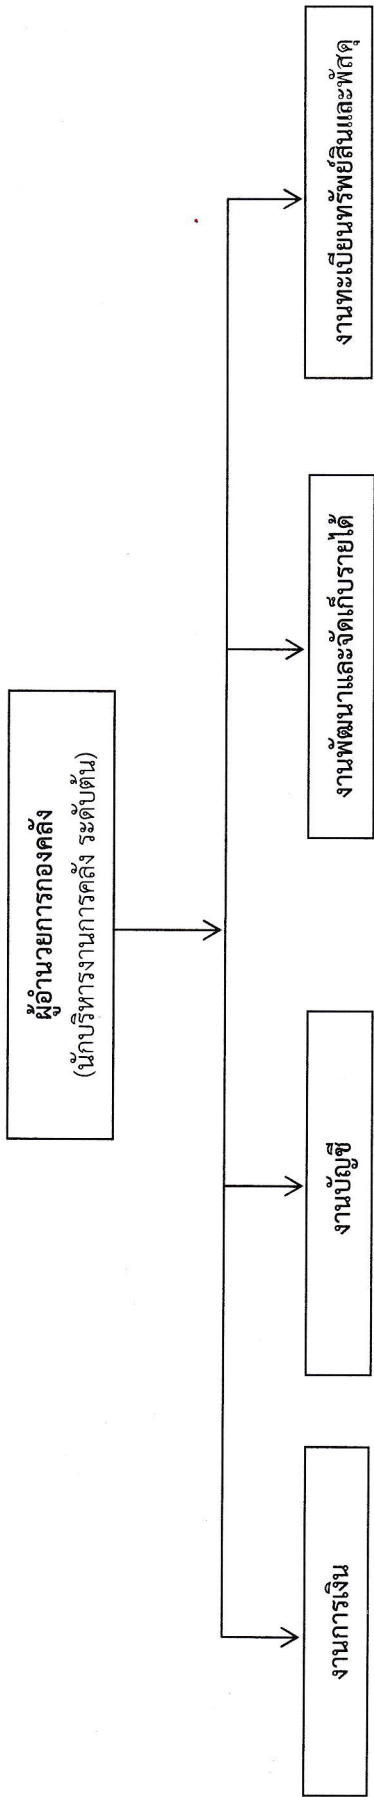 ผู้อำนวยการกองคลัง
(นักบริหารงานการคลัง ระดับต้น)
งานการเงิน
งานบัญชี
งานพัฒนาและจัดเก็บรายได้
งานทะเบียนทรัพย์สินและพัสดุ